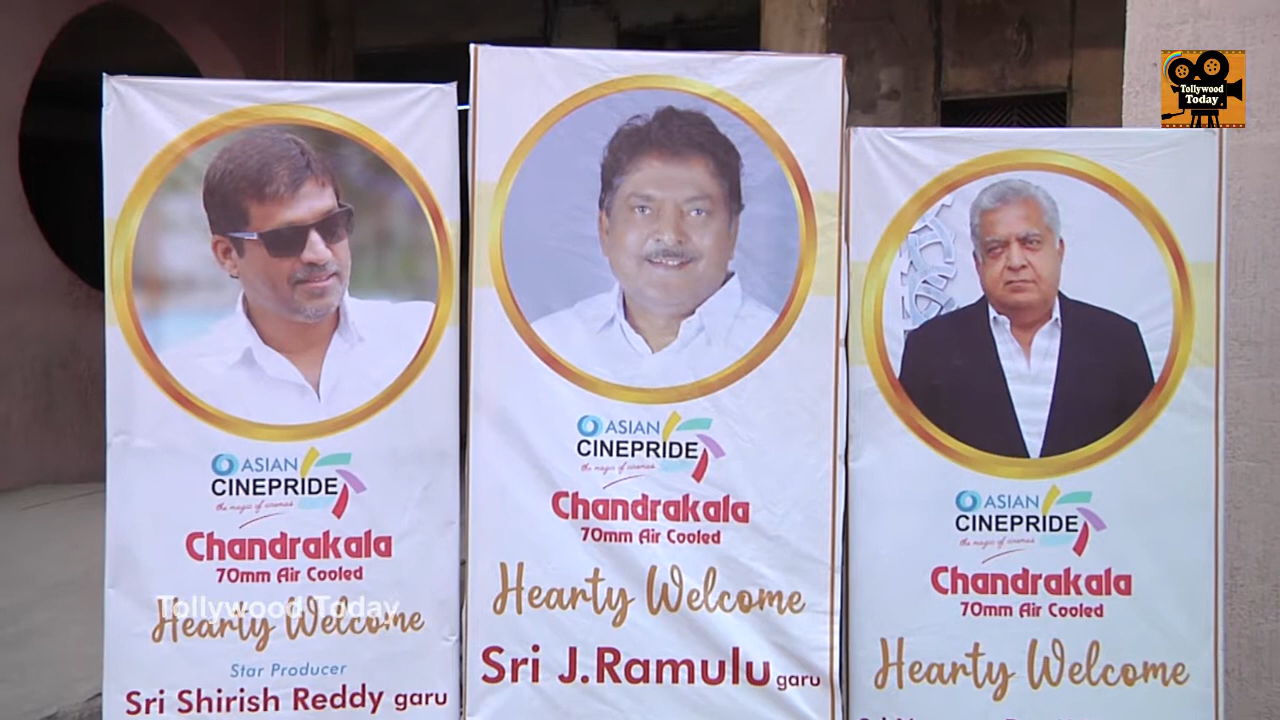 Tollywood
Today
ASIAN
CINEPRIDE
the magic of cinemas
Chandrakala
70mm Air Cooled
Hearty Welcome
Star Producer
Sri Shirish Reddy garu
Tollywood Today
ASIAN
CINEPRIDE
the magic of cinemas
Chandrakala
70mm Air Cooled
Hearty Welcome
Sri J.Ramulu garu
ASIAN
CINEPRIDE
the magic of cinemas
Chandrakala
70mm Air Cooled
Hearty Welcome